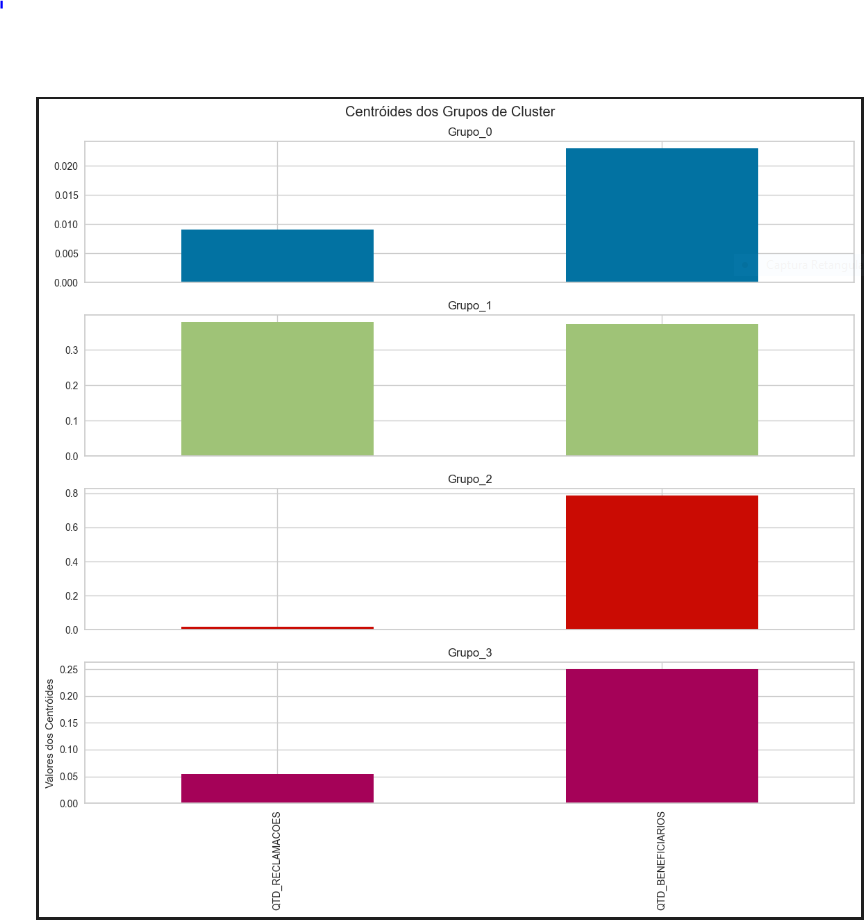 Centróides dos Grupos de Cluster
Grupo_0
0.020
0.015
0.010
0.005
0.000
Captura Retangul
Grupo_1
0.3
0.2
0.1
0.0
Grupo_2
0.8
0.6
0.4
0.2
0.0
Grupo_3
0.25
0.20
0.15
0.10
0.05
0.00
Valores dos Centróides
QTD_RECLAMACOES
QTD_BENEFICIARIOS